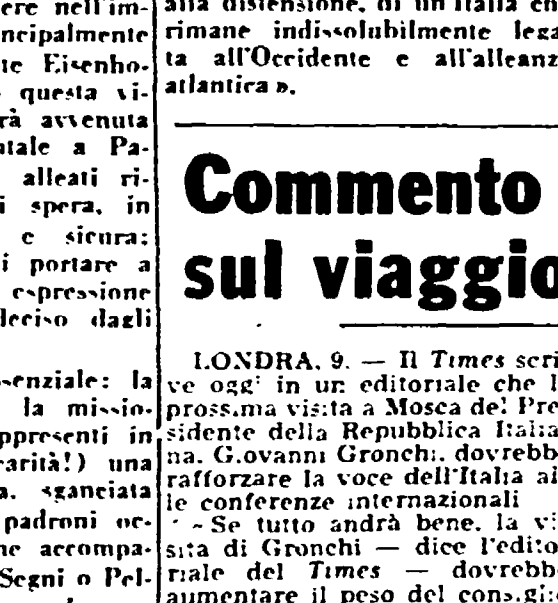 ere nell'im-
ncipalmente
te Eisenho-
questa vi-
rà avvenuta
ntale a Pa-
alleati ri-
i spera, in
e sicura;
i portare a
espressione
deciso dagli
senziale: la
la missio-
ppresenti in
arità!) una
a, sganciata
padroni oc-
ne accompa-
Segni o Pel-
alla distensione, di un'Italia ch
rimane indissolubilmente lega
ta all'Occidente e all'alleanz
atlantica ».
Commento
sul viaggio
LONDRA, 9. — Il Times scri
ve oggi in un editoriale che l
prossima visita a Mosca del Pre
sidente della Repubblica Italia
na, Giovanni Gronchi, dovrebb
rafforzare la voce dell'Italia al
le conferenze internazionali
Se tutto andrà bene, la vi
sita di Gronchi — dice l'edito
riale del Times — dovrebb
aumentare il peso del consigli